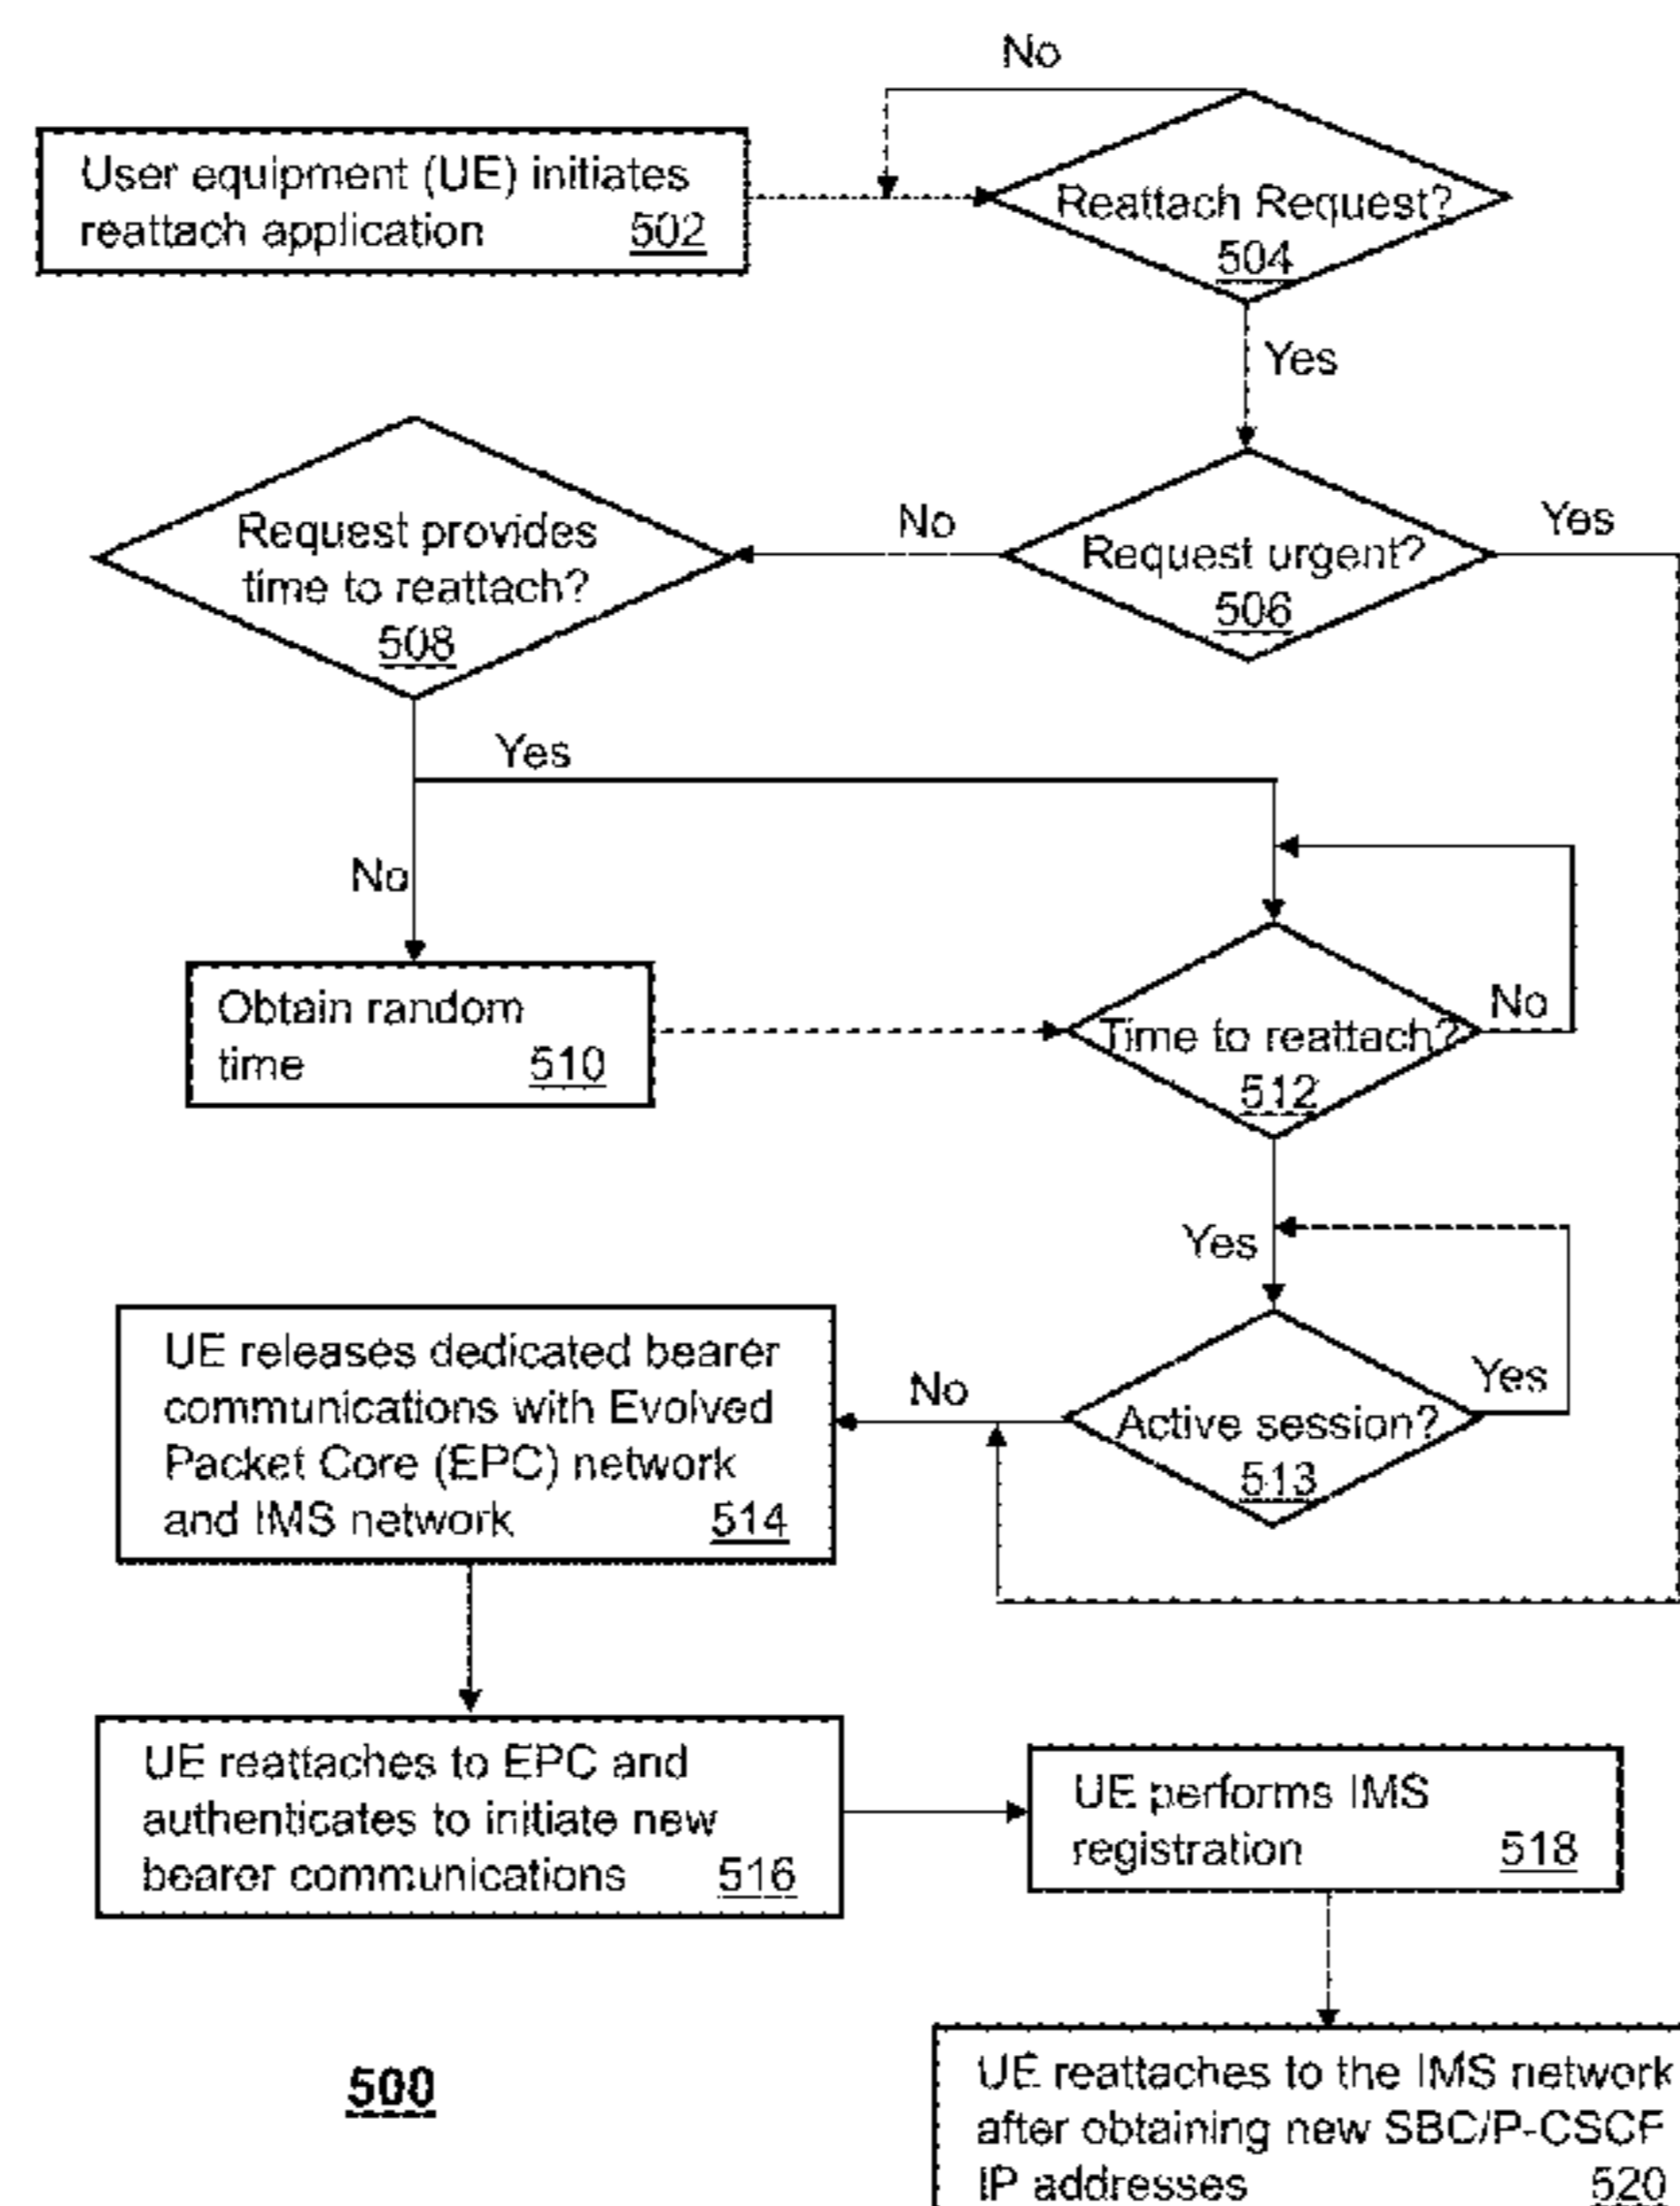 No
User equipment (UE) initiates
reattach application 502
Reattach Request?
504
Yes
Request provides
time to reattach?
508
No
Request urgent?
506
Yes
Yes
No
Obtain random
time 510
Time to reattach?
512
No
Yes
UE releases dedicated bearer
communications with Evolved
Packet Core (EPC) network
and IMS network 514
No
Active session?
513
Yes
UE reattaches to EPC and
authenticates to initiate new
bearer communications 516
UE performs IMS
registration 518
500
UE reattaches to the IMS network
after obtaining new SBC/P-CSCF
IP addresses 520